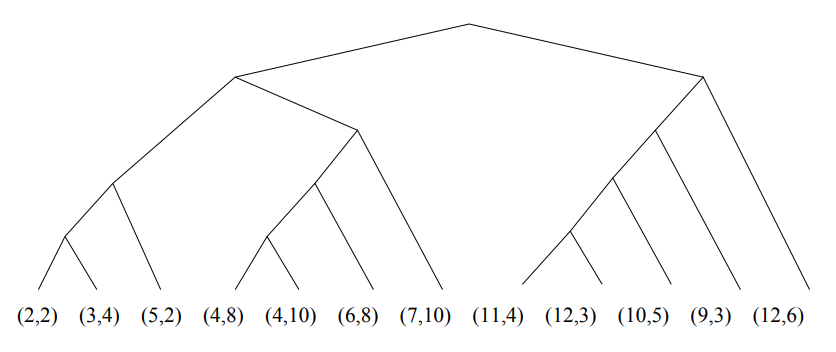 (2,2) (3,4) (5,2) (4,8) (4,10) (6,8) (7,10) (11,4) (12,3) (10,5) (9,3) (12,6)